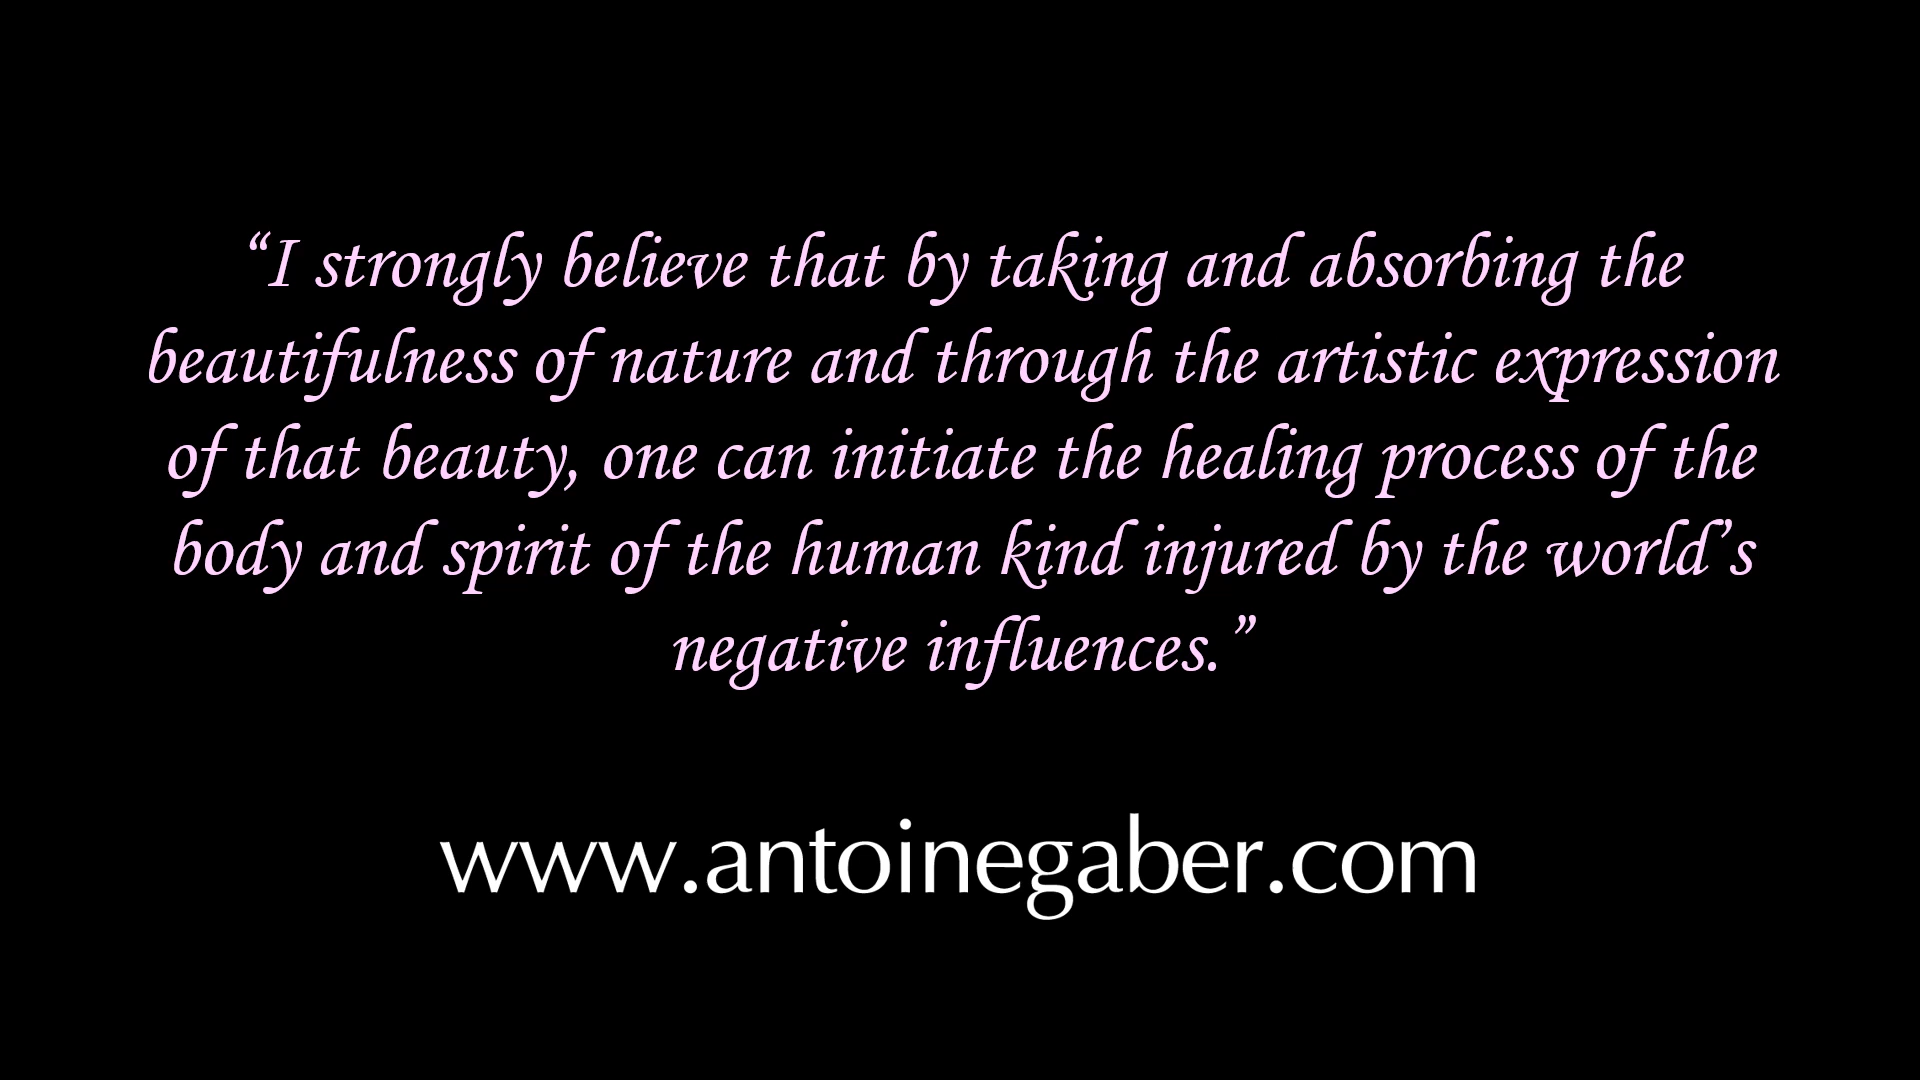 “I strongly believe that by taking and absorbing the
beautifulness of nature and through the artistic expression
of that beauty, one can initiate the healing process of the
body and spirit of the human kind injured by the world’s
negative influences.”
www.antoinegaber.com